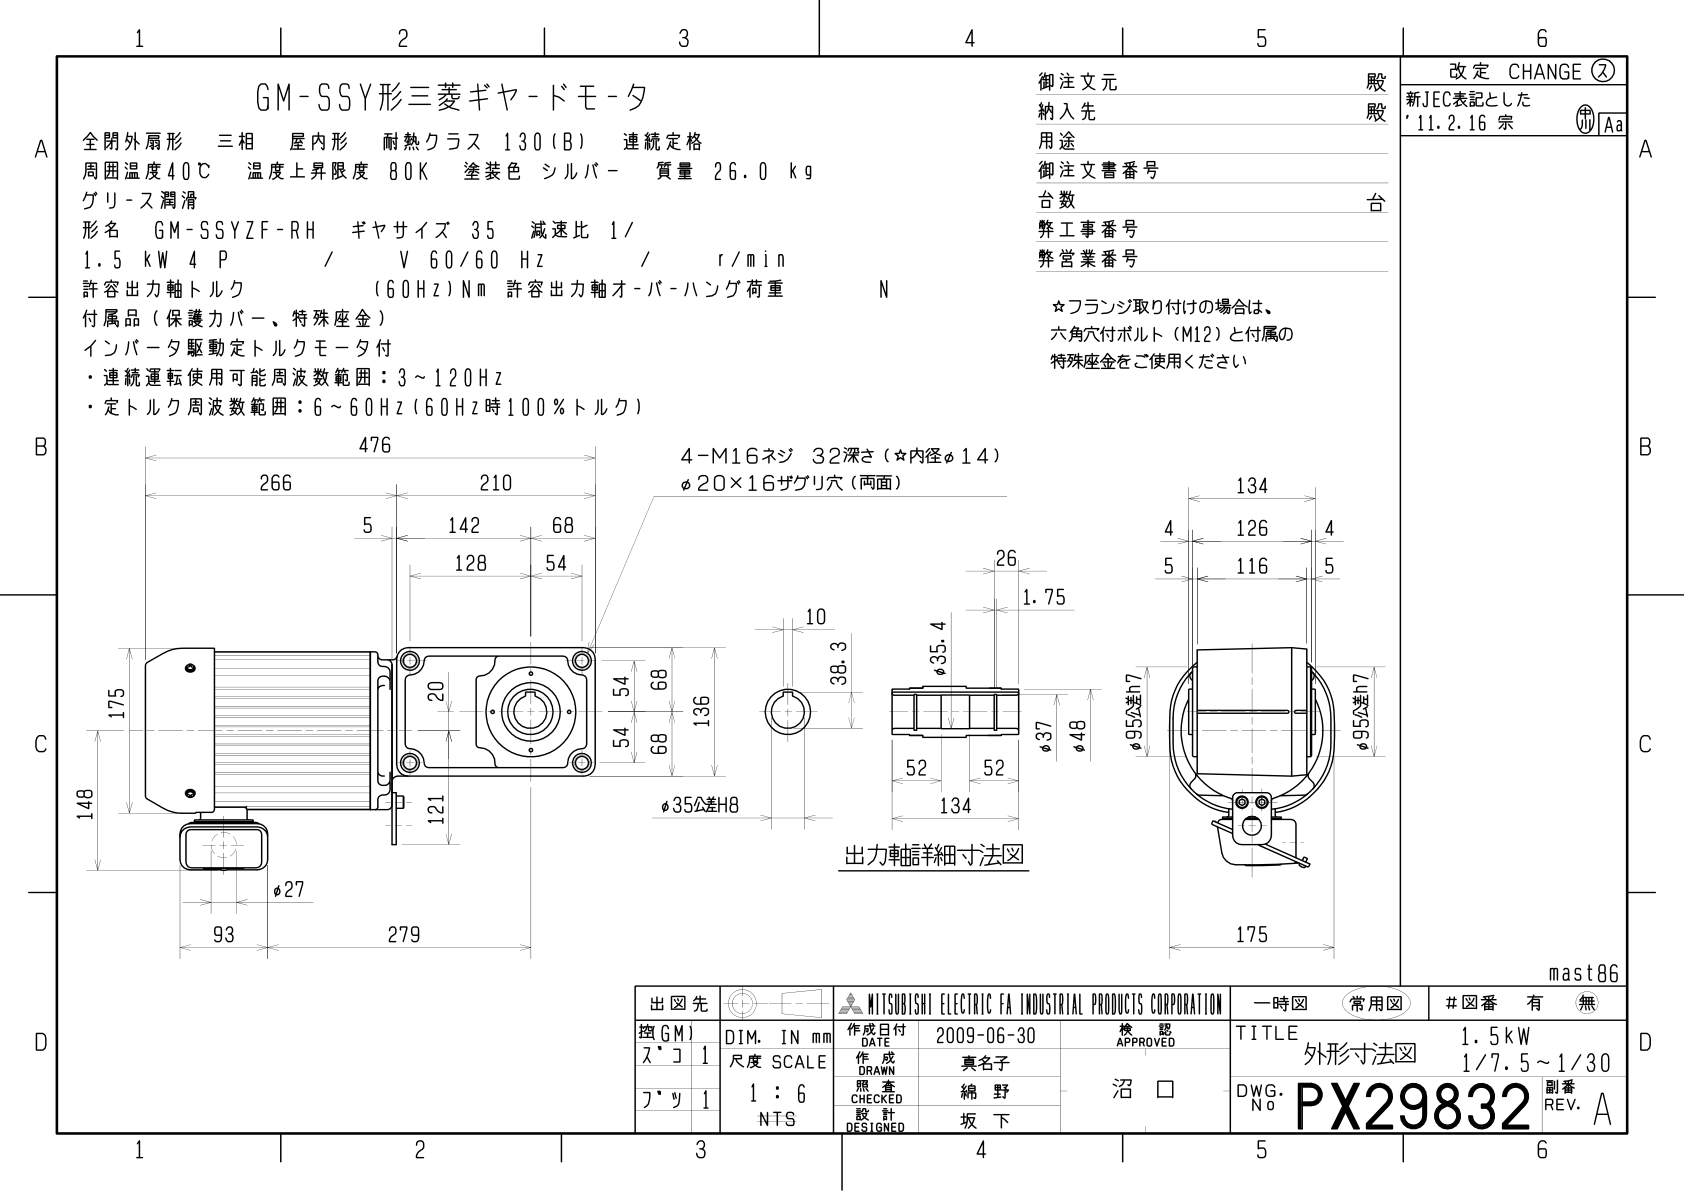 1 2 3 4 5 6
GM-SSY形三菱ギヤ-ドモ-タ
全閉外扇形 三相 屋内形 耐熱クラス 130(B) 連続定格
周囲温度40℃ 温度上昇限度 80K 塗装色 シルバー 質量 26.0 kg
グリ-ス潤滑
形名 GM-SSYZF-RH ギヤサイズ 35 減速比 1/
1.5 kW 4 P / V 60/60 Hz / r/min
許容出力軸トルク (60Hz)Nm 許容出力軸オ-バ-ハング荷重 N
付属品(保護カバー、特殊座金)
インバータ駆動定トルクモータ付
・連続運転使用可能周波数範囲：3～120Hz
・定トルク周波数範囲：6～60Hz(60Hz時100%トルク)
御注文元 殿
納入先 殿
用途
御注文書番号
台数 台
弊工事番号
弊営業番号
☆フランジ取り付けの場合は、
六角穴付ボルト(M12)と付属の
特殊座金をご使用ください
改定 CHANGE ス
新JEC表記とした
'11.2.16 宗 Aa
A A
B B
C C
D D
476
266 210
5 142 68
128 54
4-M16ネジ 32深さ(☆内径φ14)
φ20×16ザグリ穴(両面)
175
148
20
121
54 68
54 68
136
φ27
93 279
10
38.3
φ35公差H8
26
1.75
φ35.4
φ37
φ48
52 52
134
出力軸詳細寸法図
134
4 126 4
5 116 5
φ95公差h7 φ95公差h7
175
mast86
出図先
控(GM)
ズコ 1
ブツ 1
DIM. IN mm
尺度 SCALE
1 : 6
NTS
MITSUBISHI ELECTRIC FA INDUSTRIAL PRODUCTS CORPORATION
作成日付 DATE 2009-06-30
作成 DRAWN 真名子
照査 CHECKED 綿野
設計 DESIGNED 坂下
検認 APPROVED
沼口
一時図 常用図 #図番 有 無
TITLE 外形寸法図
1.5kW
1/7.5～1/30
DWG. No PX29832
副番 REV. A
1 2 3 4 5 6